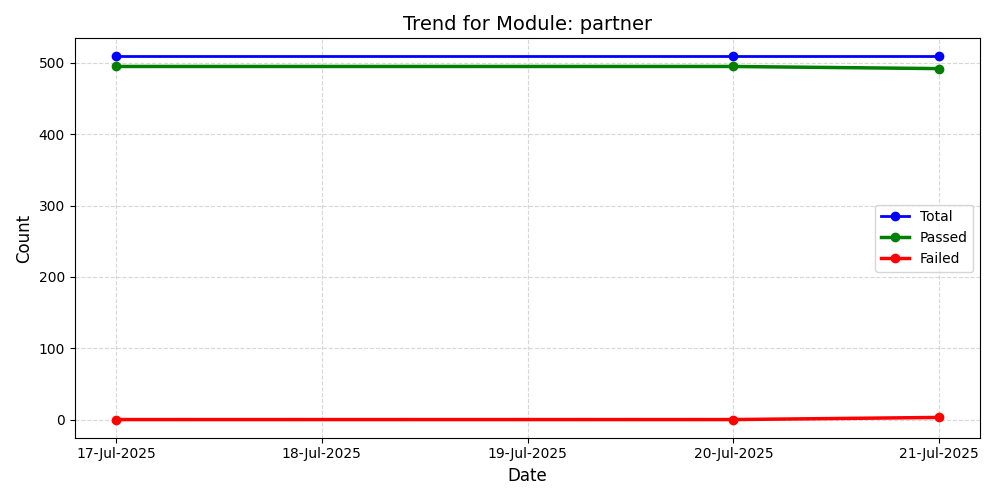 Trend for Module: partner
Count
500
400
300
200
100
0
Total
Passed
Failed
17-Jul-2025
18-Jul-2025
19-Jul-2025
20-Jul-2025
21-Jul-2025
Date